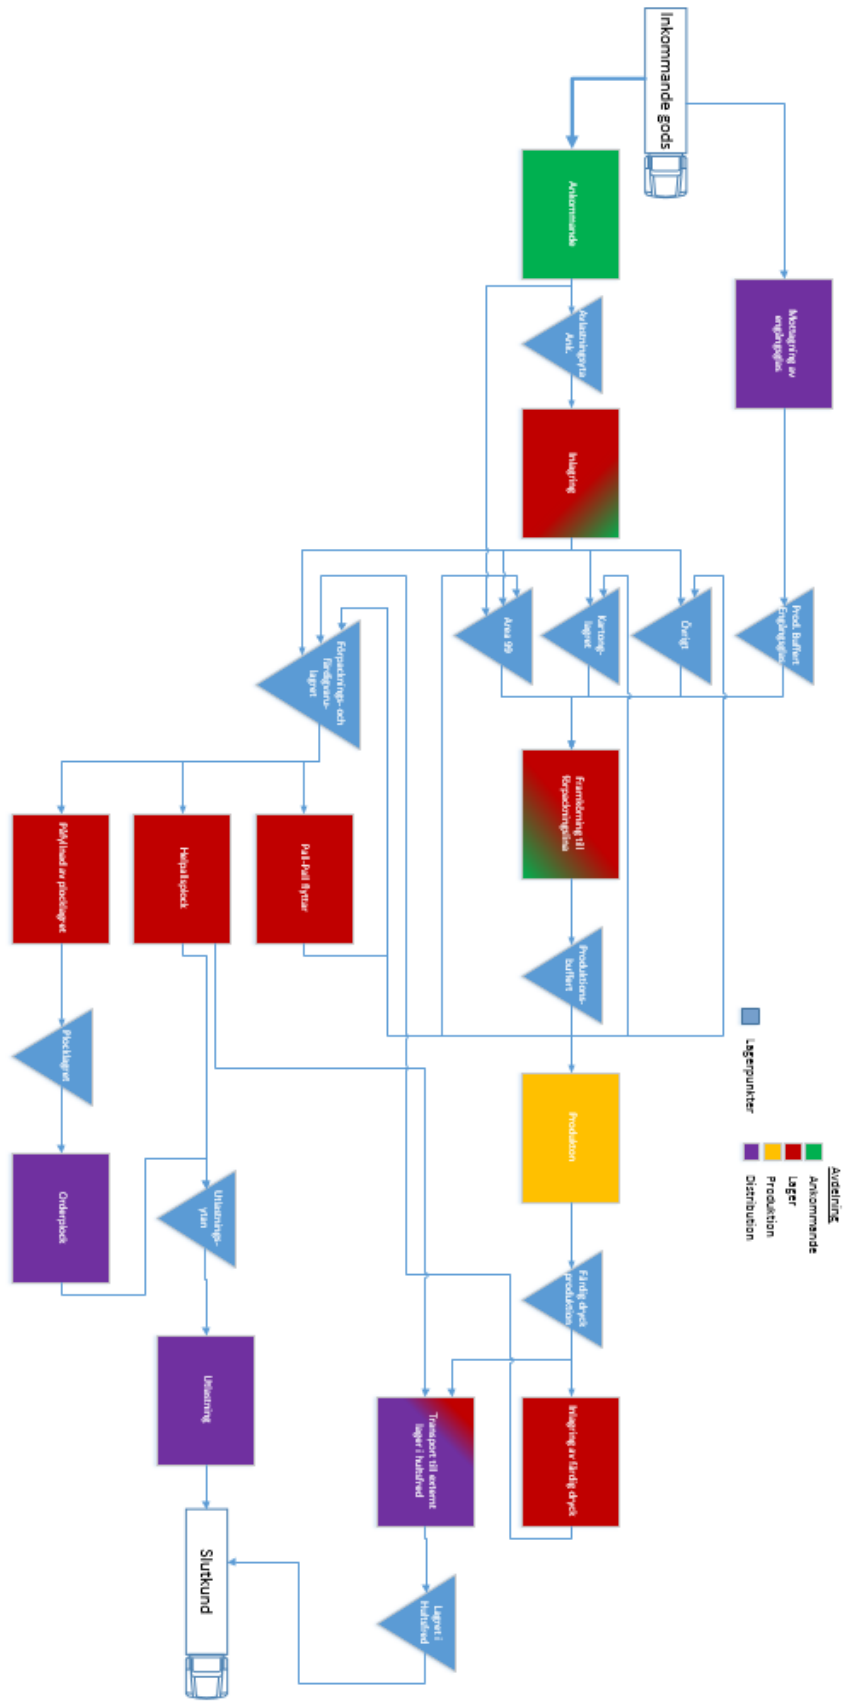 Inkommande gods
Mottagning av
engångsglas
Ankommande
Avlastningsyta
Ank.
Inlagring
Prod. Buffert
Engångsglas
Övrigt
Kartong-
lagret
Area 99
Förpacknings- och
färdigvaru-
lagret
Framkörning till
förpackningslina
Produktions-
buffert
Produktion
Färdig dryck
produktion
Inlagring av färdig dryck
Transport till externt
lager i hultsfred
Lagret i
Hultsfred
Pall-Pall flyttar
Helpallsplock
Påfyllnad av plocklagret
Plocklagret
Orderplock
Utlastnings-
ytan
Utlastning
Slutkund
Lagerpunkter
Avdelning
Ankommande
Lager
Produktion
Distribution